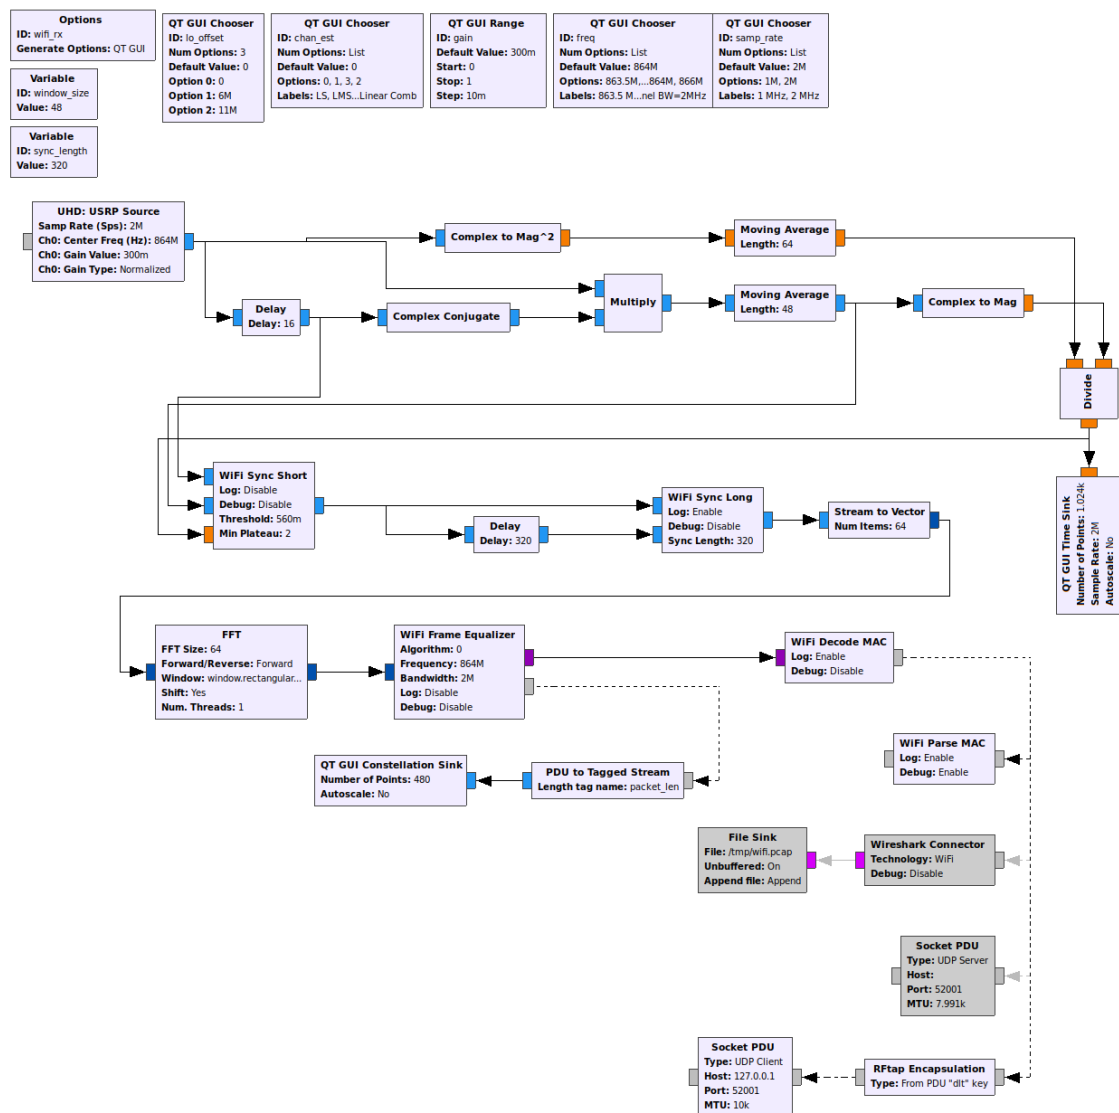 Options
ID: wifi_rx
Generate Options: QT GUI
Variable
ID: window_size
Value: 48
Variable
ID: sync_length
Value: 320
QT GUI Chooser
ID: lo_offset
Num Options: 3
Default Value: 0
Option 0: 0
Option 1: 6M
Option 2: 11M
QT GUI Chooser
ID: chan_est
Num Options: List
Default Value: 0
Options: 0, 1, 3, 2
Labels: LS, LMS...Linear Comb
QT GUI Range
ID: gain
Default Value: 300m
Start: 0
Stop: 1
Step: 10m
QT GUI Chooser
ID: freq
Num Options: List
Default Value: 864M
Options: 863.5M,...864M, 866M
Labels: 863.5 M...nel BW=2MHz
QT GUI Chooser
ID: samp_rate
Num Options: List
Default Value: 2M
Options: 1M, 2M
Labels: 1 MHz, 2 MHz
UHD: USRP Source
Samp Rate (Sps): 2M
Ch0: Center Freq (Hz): 864M
Ch0: Gain Value: 300m
Ch0: Gain Type: Normalized
Complex to Mag^2
Moving Average
Length: 64
Delay
Delay: 16
Complex Conjugate
Multiply
Moving Average
Length: 48
Complex to Mag
Divide
WiFi Sync Short
Log: Disable
Debug: Disable
Threshold: 560m
Min Plateau: 2
Delay
Delay: 320
WiFi Sync Long
Log: Enable
Debug: Disable
Sync Length: 320
Stream to Vector
Num Items: 64
QT GUI Time Sink
Number of Points: 1.024k
Sample Rate: 2M
Autoscale: No
FFT
FFT Size: 64
Forward/Reverse: Forward
Window: window.rectangular...
Shift: Yes
Num. Threads: 1
WiFi Frame Equalizer
Algorithm: 0
Frequency: 864M
Bandwidth: 2M
Log: Disable
Debug: Disable
WiFi Decode MAC
Log: Enable
Debug: Disable
WiFi Parse MAC
Log: Enable
Debug: Enable
QT GUI Constellation Sink
Number of Points: 480
Autoscale: No
PDU to Tagged Stream
Length tag name: packet_len
File Sink
File: /tmp/wifi.pcap
Unbuffered: On
Append file: Append
Wireshark Connector
Technology: WiFi
Debug: Disable
Socket PDU
Type: UDP Server
Host:
Port: 52001
MTU: 7.991k
Socket PDU
Type: UDP Client
Host: 127.0.0.1
Port: 52001
MTU: 10k
RFtap Encapsulation
Type: From PDU "dlt" key